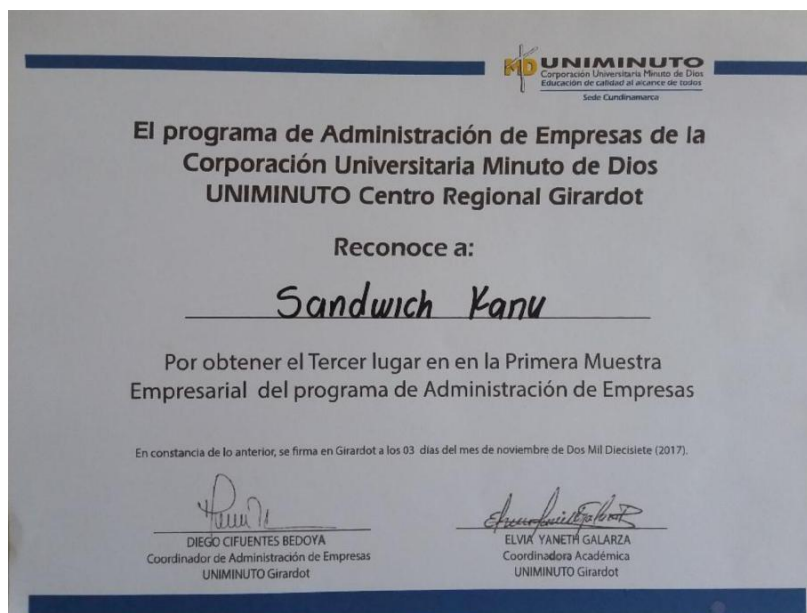 UNIMINUTO
Corporación Universitaria Minuto de Dios
Educación de calidad al alcance de todos
Sede Cundinamarca
El programa de Administración de Empresas de la
Corporación Universitaria Minuto de Dios
UNIMINUTO Centro Regional Girardot
Reconoce a:
Sandwich Kanu
Por obtener el Tercer lugar en en la Primera Muestra
Empresarial del programa de Administración de Empresas
En constancia de lo anterior, se firma en Girardot a los 03 dias del mes de noviembre de Dos Mil Diecisiete (2017).
DIEGO CIFUENTES BEDOYA
Coordinador de Administración de Empresas
UNIMINUTO Girardot
ELVIA YANETH GALARZA
Coordinadora Académica
UNIMINUTO Girardot